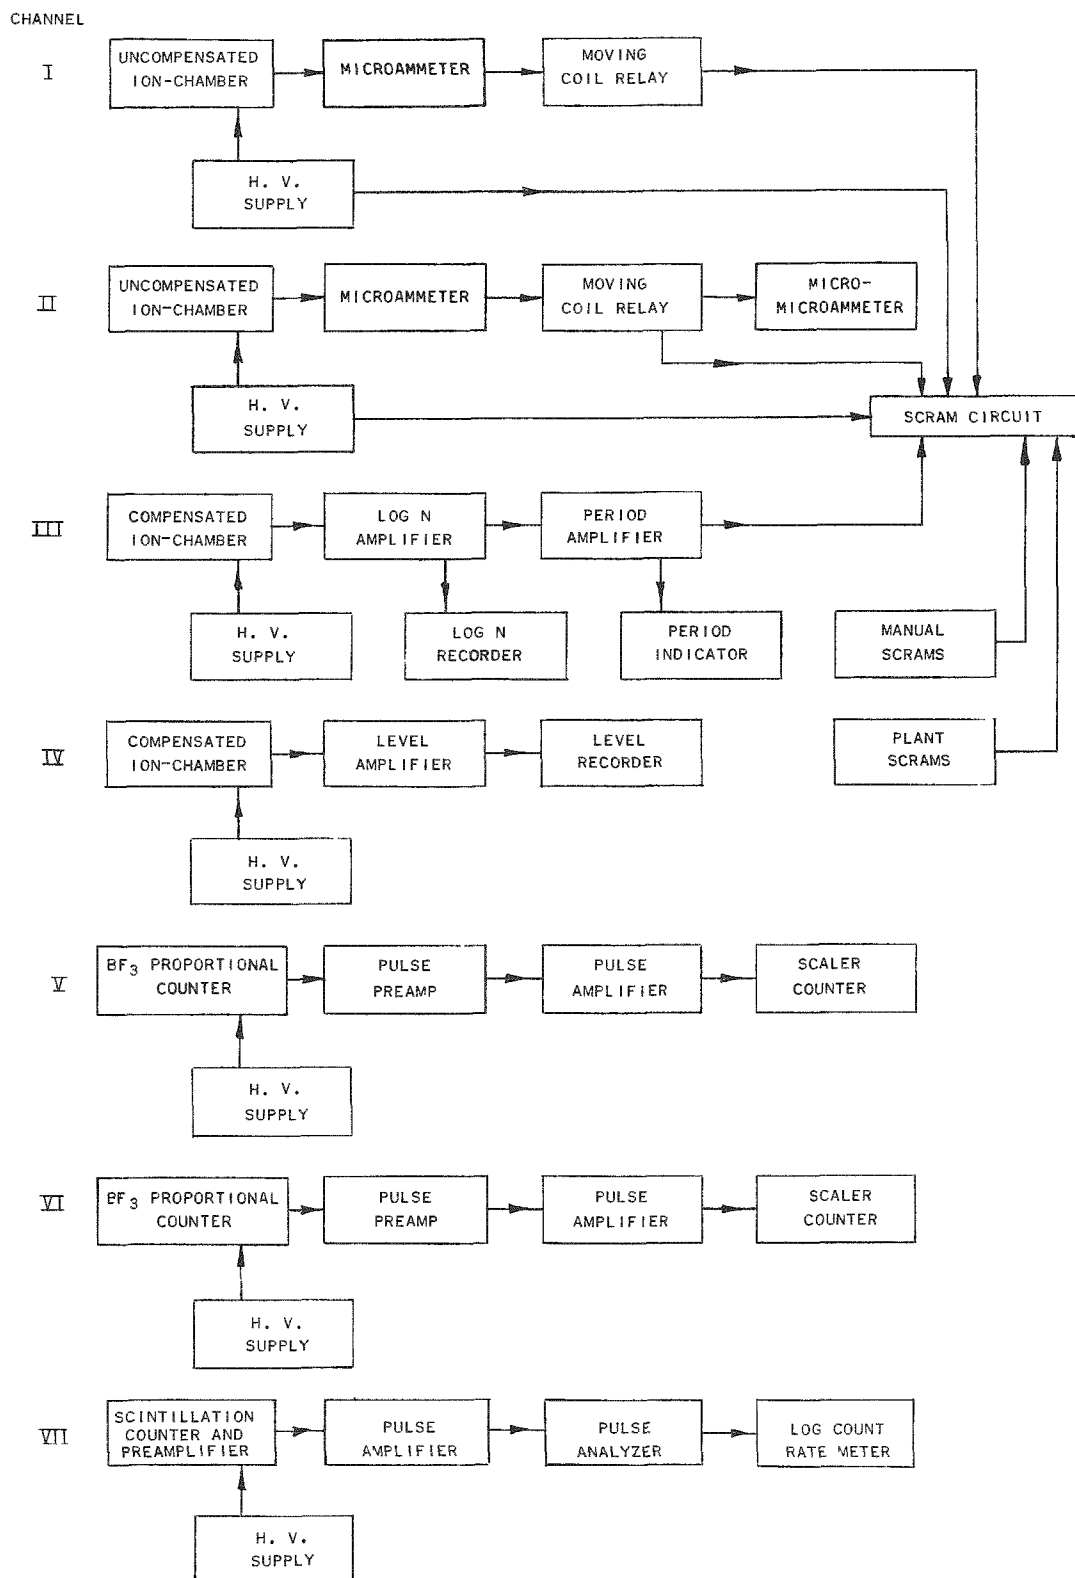 CHANNEL
I
UNCOMPENSATED
ION-CHAMBER
MICROAMMETER
MOVING
COIL RELAY
H. V.
SUPPLY
II
UNCOMPENSATED
ION-CHAMBER
MICROAMMETER
MOVING
COIL RELAY
MICRO-
MICROAMMETER
H. V.
SUPPLY
SCRAM CIRCUIT
III
COMPENSATED
ION-CHAMBER
LOG N
AMPLIFIER
PERIOD
AMPLIFIER
H. V.
SUPPLY
LOG N
RECORDER
PERIOD
INDICATOR
MANUAL
SCRAMS
IV
COMPENSATED
ION-CHAMBER
LEVEL
AMPLIFIER
LEVEL
RECORDER
PLANT
SCRAMS
H. V.
SUPPLY
V
BF₃ PROPORTIONAL
COUNTER
PULSE
PREAMP
PULSE
AMPLIFIER
SCALER
COUNTER
H. V.
SUPPLY
VI
BF₃ PROPORTIONAL
COUNTER
PULSE
PREAMP
PULSE
AMPLIFIER
SCALER
COUNTER
H. V.
SUPPLY
VII
SCINTILLATION
COUNTER AND
PREAMPLIFIER
PULSE
AMPLIFIER
PULSE
ANALYZER
LOG COUNT
RATE METER
H. V.
SUPPLY